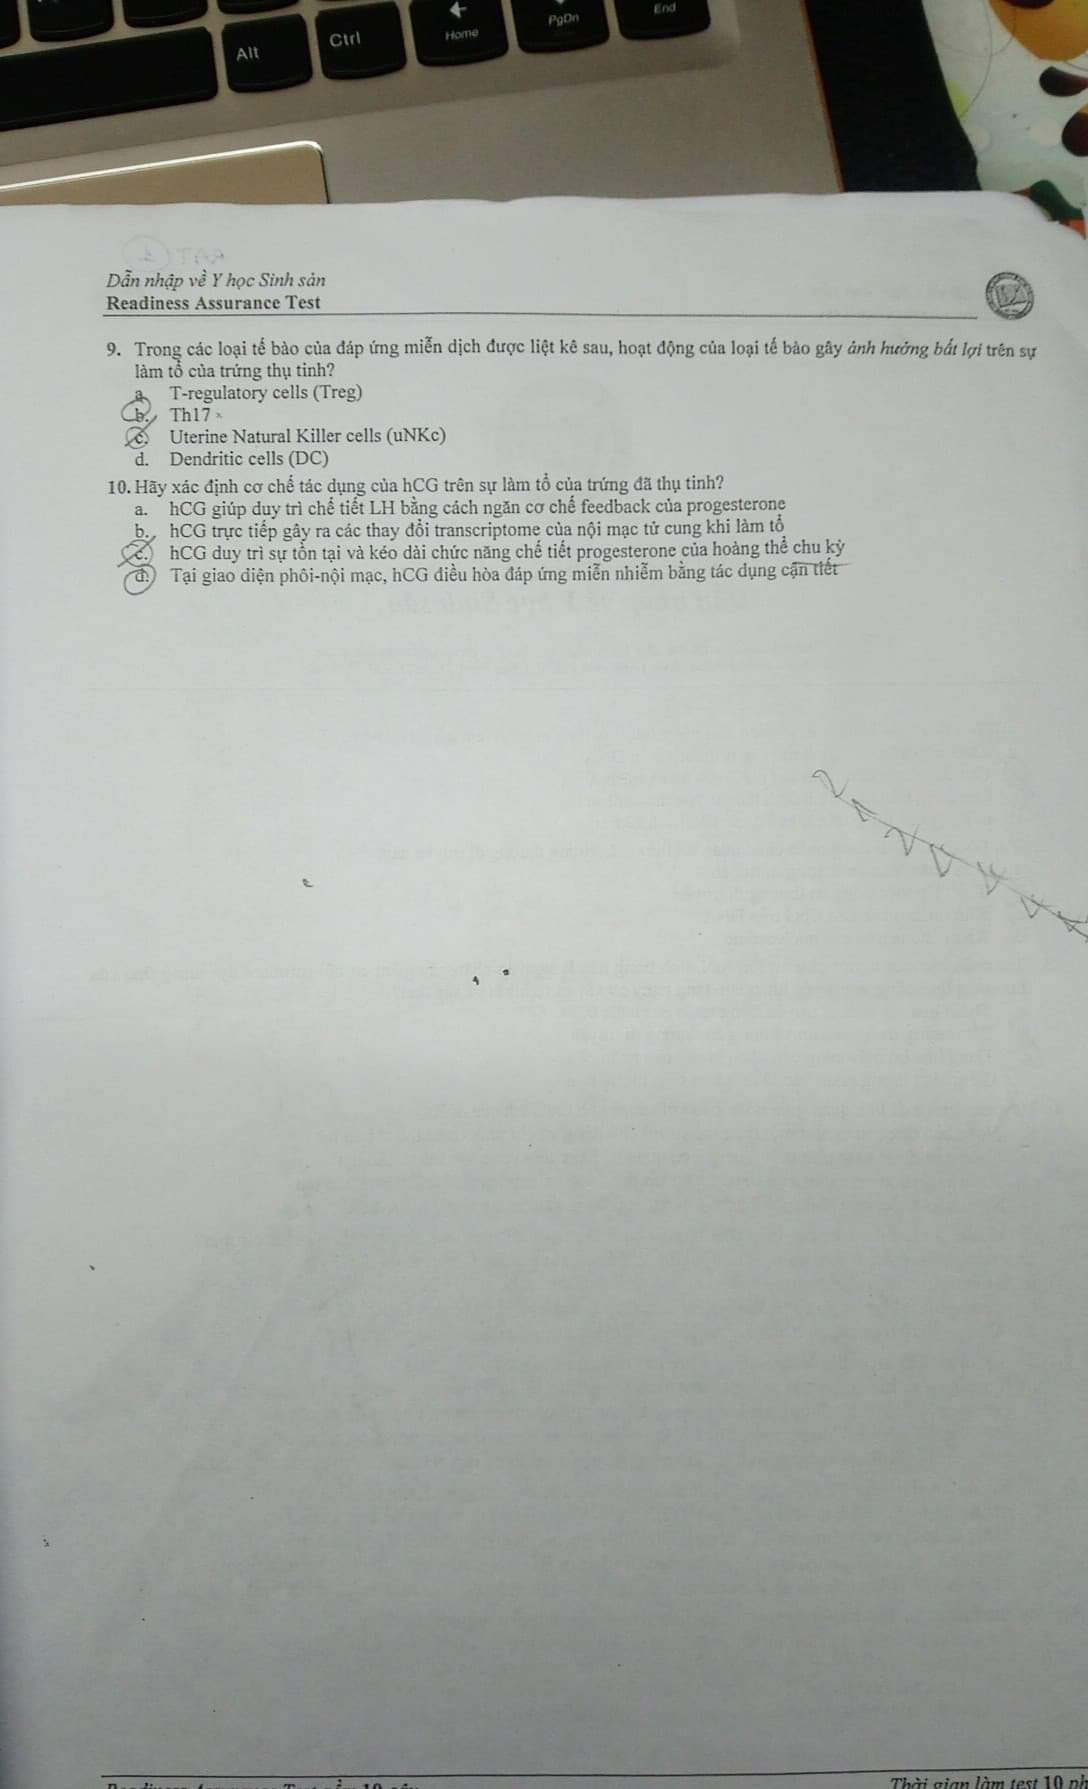 End
PgDn
Home
Ctrl
Alt
Dẫn nhập về Y học Sinh sản
Readiness Assurance Test
9. Trong các loại tế bào của đáp ứng miễn dịch được liệt kê sau, hoạt động của loại tế bào gây ảnh hưởng bất lợi trên sự
làm tổ của trứng thụ tinh?
a. T-regulatory cells (Treg)
b. Th17
c. Uterine Natural Killer cells (uNKc)
d. Dendritic cells (DC)
10. Hãy xác định cơ chế tác dụng của hCG trên sự làm tổ của trứng đã thụ tinh?
a. hCG giúp duy trì chế tiết LH bằng cách ngăn cơ chế feedback của progesterone
b. hCG trực tiếp gây ra các thay đổi transcriptome của nội mạc tử cung khi làm tổ
c. hCG duy trì sự tồn tại và kéo dài chức năng chế tiết progesterone của hoàng thể chu kỳ
d. Tại giao diện phôi-nội mạc, hCG điều hòa đáp ứng miễn nhiễm bằng tác dụng cận tiết
Thời gian làm test 10